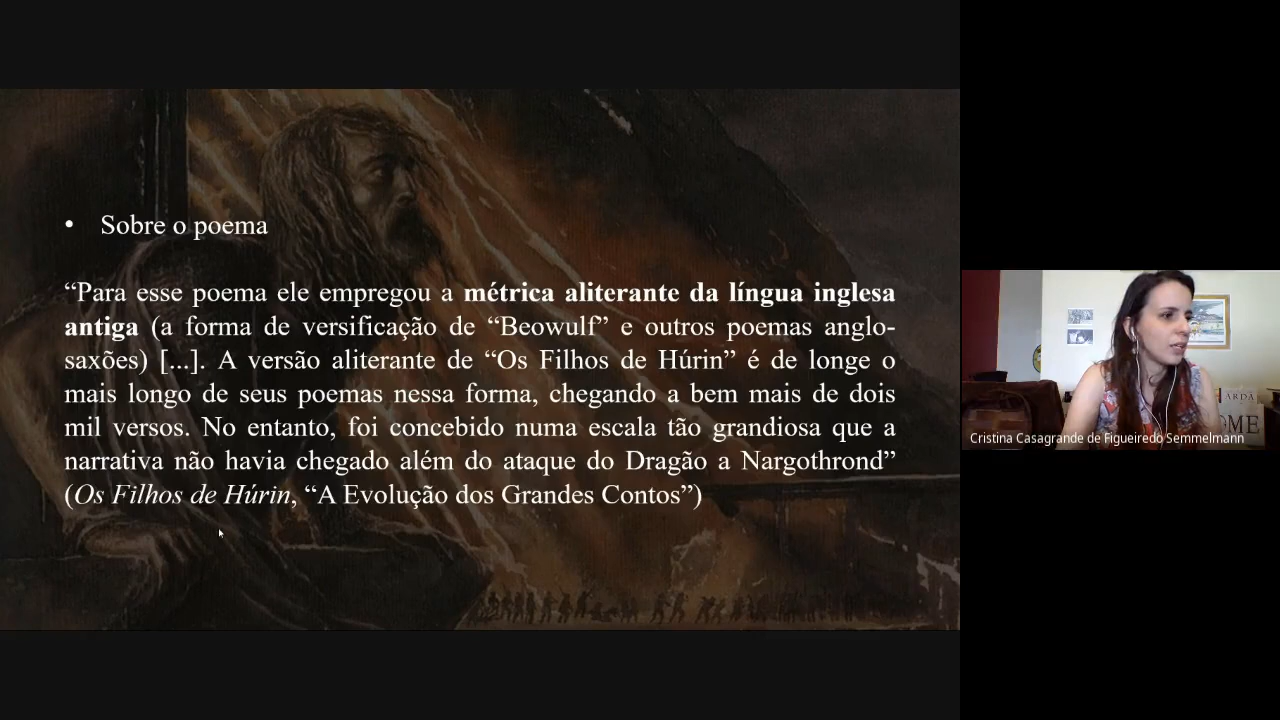 • Sobre o poema
“Para esse poema ele empregou a métrica aliterante da língua inglesa
antiga (a forma de versificação de “Beowulf” e outros poemas anglo-
saxões) [...]. A versão aliterante de “Os Filhos de Húrin” é de longe o
mais longo de seus poemas nessa forma, chegando a bem mais de dois
mil versos. No entanto, foi concebido numa escala tão grandiosa que a
narrativa não havia chegado além do ataque do Dragão a Nargothrond”
(Os Filhos de Húrin, “A Evolução dos Grandes Contos”)
ARDA
OME
Cristina Casagrande de Figueiredo Semmelmann